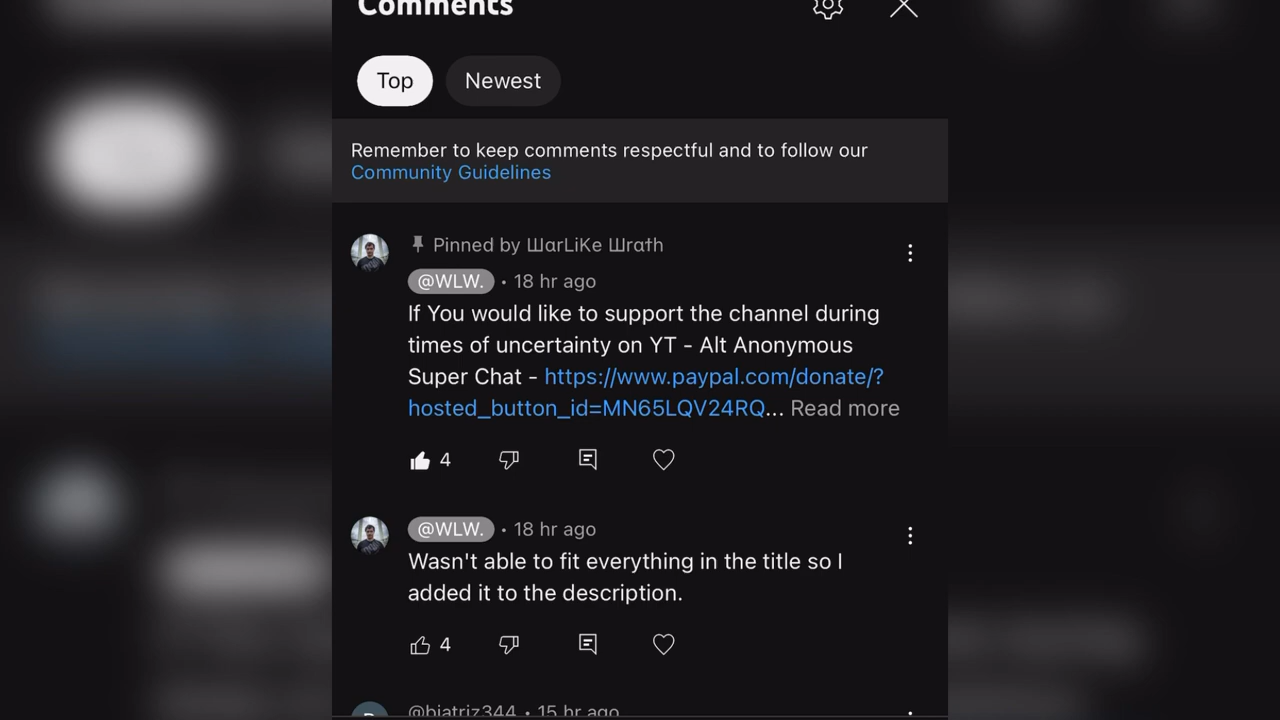 Comments
Top
Newest
Remember to keep comments respectful and to follow our
Community Guidelines
Pinned by ШarLiKe Шraŧh
@WLW. • 18 hr ago
If You would like to support the channel during
times of uncertainty on YT - Alt Anonymous
Super Chat - https://www.paypal.com/donate/?
hosted_button_id=MN65LQV24RQ... Read more
4
@WLW. • 18 hr ago
Wasn't able to fit everything in the title so I
added it to the description.
4
@biatriz344 • 15 hr ago